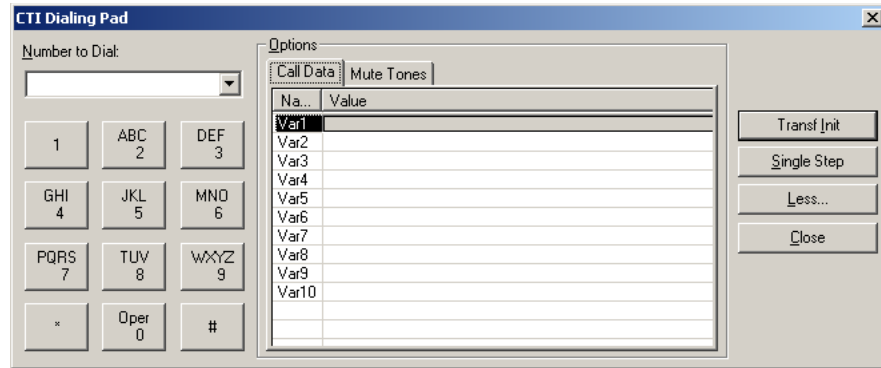 CTI Dialing Pad
Number to Dial:
1
ABC
2
DEF
3
GHI
4
JKL
5
MNO
6
PQRS
7
TUV
8
WXYZ
9
*
Oper
0
#
Options
Call Data
Mute Tones
Na... Value
Var1
Var2
Var3
Var4
Var5
Var6
Var7
Var8
Var9
Var10
Transf Init
Single Step
Less...
Close